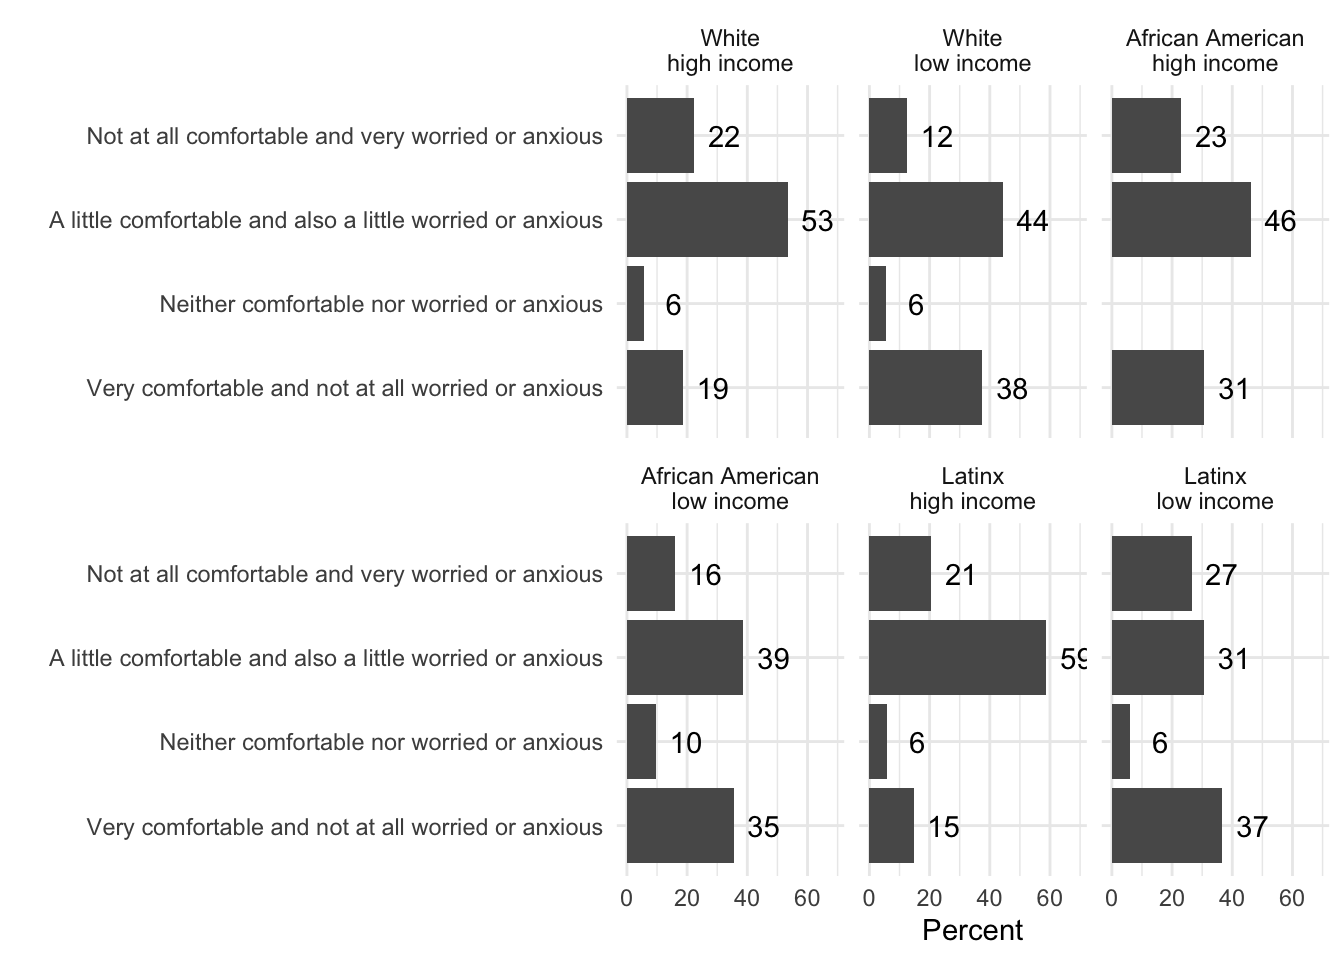 White
high income
White
low income
African American
high income
Not at all comfortable and very worried or anxious
22
12
23
A little comfortable and also a little worried or anxious
53
44
46
Neither comfortable nor worried or anxious
6
6
Very comfortable and not at all worried or anxious
19
38
31
African American
low income
Latinx
high income
Latinx
low income
Not at all comfortable and very worried or anxious
16
21
27
A little comfortable and also a little worried or anxious
39
59
31
Neither comfortable nor worried or anxious
10
6
6
Very comfortable and not at all worried or anxious
35
15
37
0 20 40 60
0 20 40 60
0 20 40 60
Percent